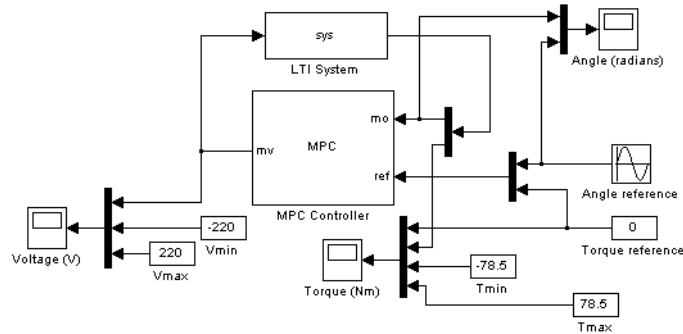 sys
LTI System
Angle (radians)
mo
MPC
mv
ref
MPC Controller
Angle reference
-220
Vmin
Voltage (V)
220
Vmax
0
Torque reference
-78.5
Tmin
Torque (Nm)
78.5
Tmax